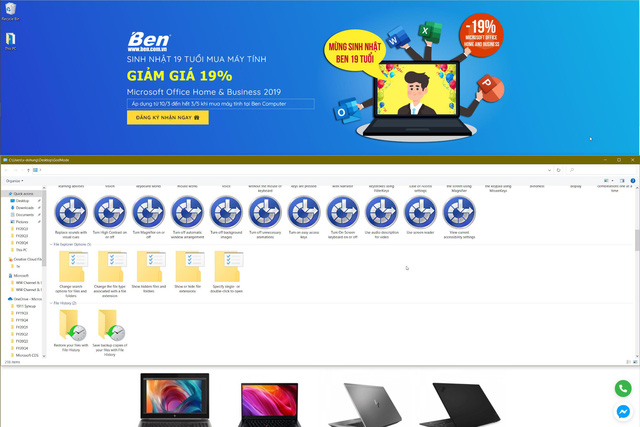 Recycle Bin
This PC
Ben
www.ben.com.vn
SINH NHẬT 19 TUỔI MUA MÁY TÍNH
GIẢM GIÁ 19%
Microsoft Office Home & Business 2019
Áp dụng từ 10/3 đến hết 3/5 khi mua máy tính tại Ben Computer
ĐĂNG KÝ NHẬN NGAY
MỪNG SINH NHẬT
BEN 19 TUỔI
-19%
MICROSOFT OFFICE
HOME AND BUSINESS
W
X
O
P
Organize
Quick access
Desktop
Downloads
Documents
Pictures
This PC
Creative Cloud Files
Microsoft
OneDrive - Microsoft
Microsoft COS
Replace sounds with visual cues
Turn High Contrast on or off
Turn Magnifier on or off
Turn off automatic window arrangement
Turn off background images
Turn off unnecessary animations
Turn on easy access keys
Turn On-Screen keyboard on or off
Use audio description for video
Use screen reader
View current accessibility settings
File Explorer Options (5)
Change search options for files and folders
Change the file type associated with a file extension
Show hidden files and folders
Show or hide file extensions
Specify single- or double-click to open
File History (2)
Restore your files with File History
Save backup copies of your files with File History